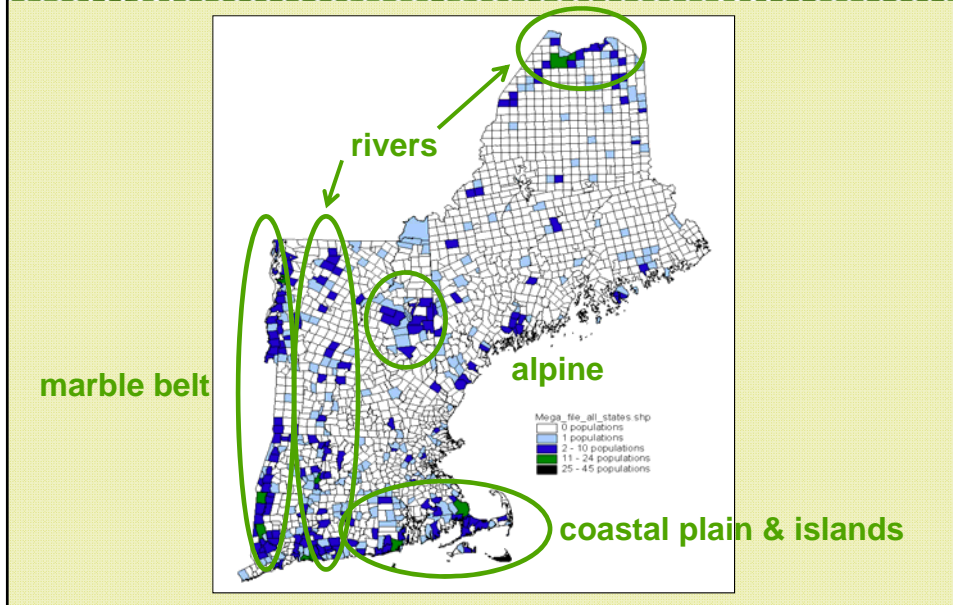 rivers
marble belt
alpine
Mega_file_all_states.shp
0 populations
1 populations
2 - 10 populations
11 - 24 populations
25 - 45 populations
coastal plain & islands